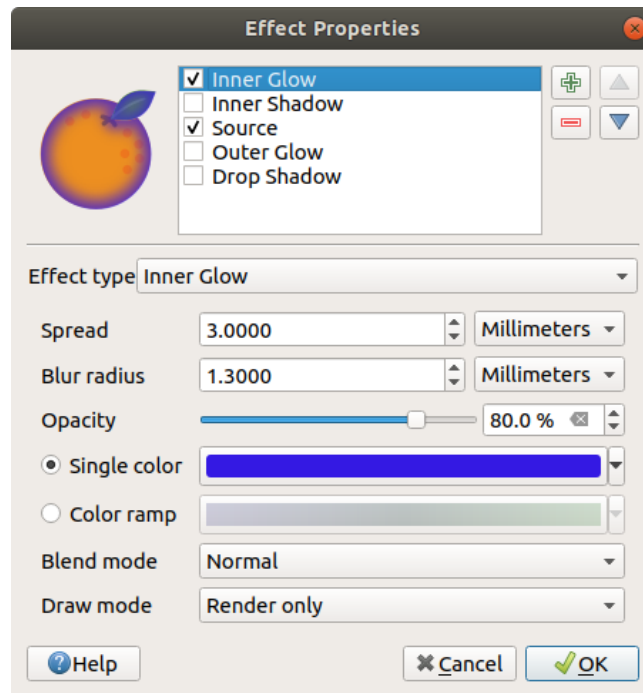 Effect Properties
Inner Glow
Inner Shadow
Source
Outer Glow
Drop Shadow
Effect type Inner Glow
Spread 3.0000 Millimeters
Blur radius 1.3000 Millimeters
Opacity 80.0 %
Single color
Color ramp
Blend mode Normal
Draw mode Render only
Help Cancel OK